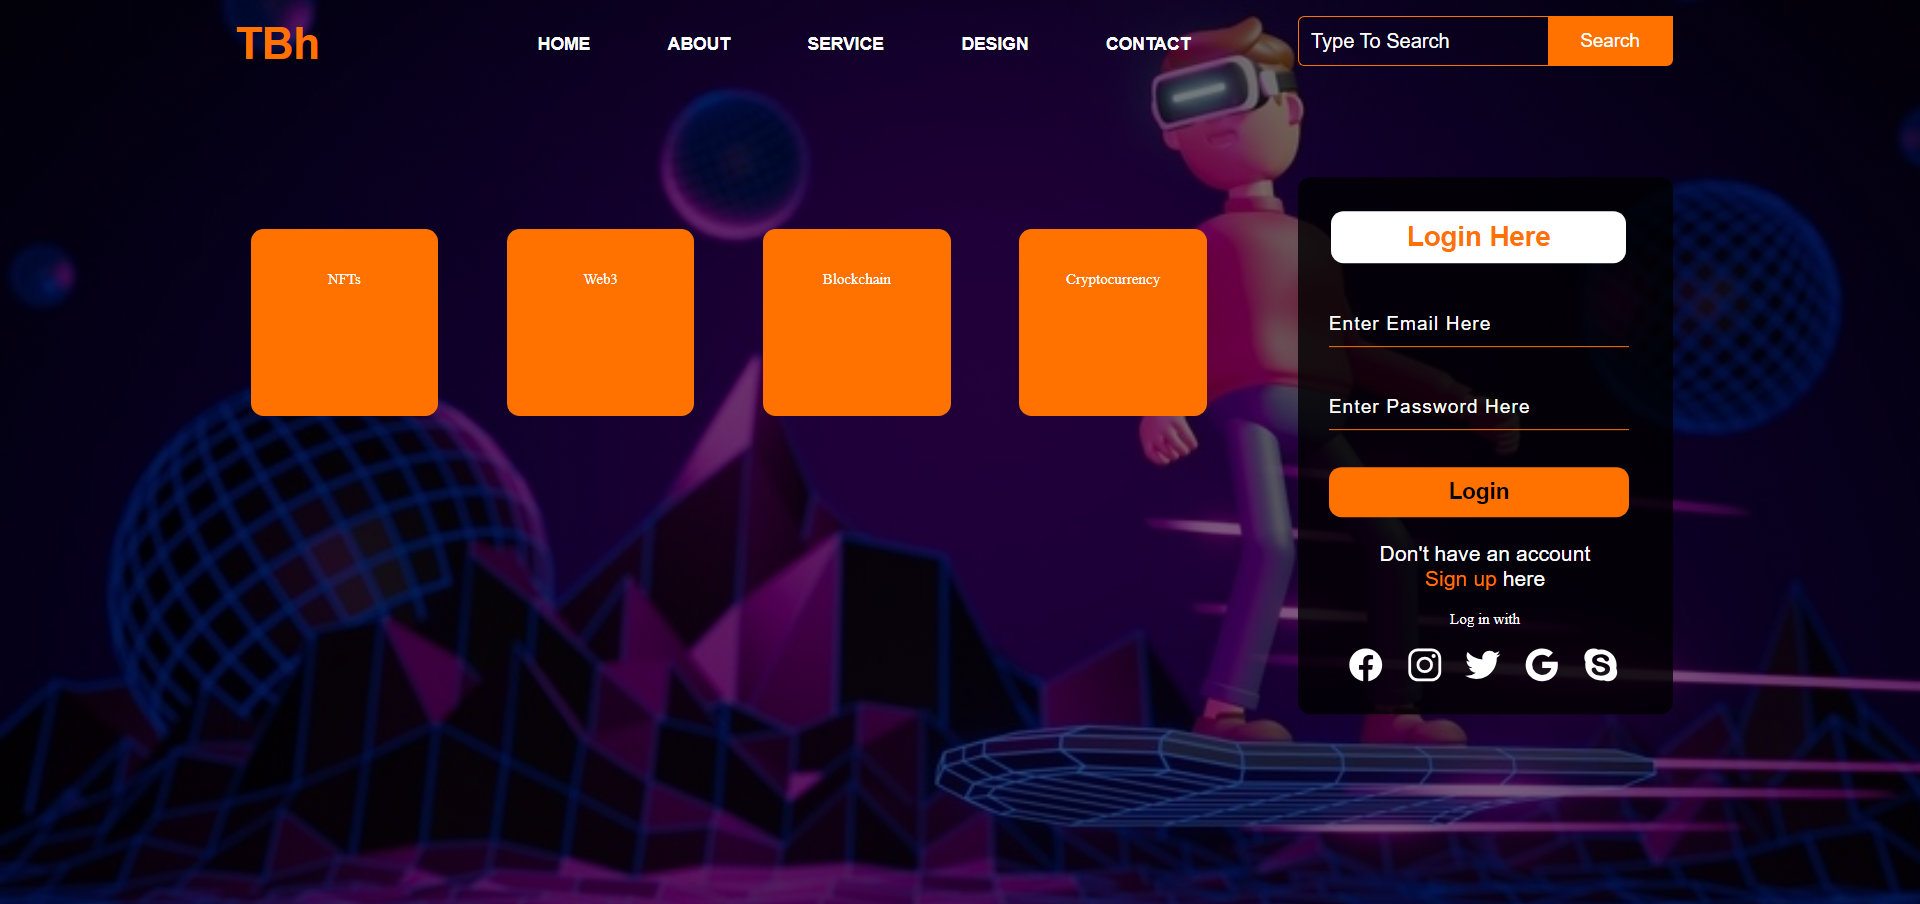 TBh
HOME ABOUT SERVICE DESIGN CONTACT
Type To Search Search
NFTs
Web3
Blockchain
Cryptocurrency
Login Here
Enter Email Here
Enter Password Here
Login
Don't have an account
Sign up here
Log in with